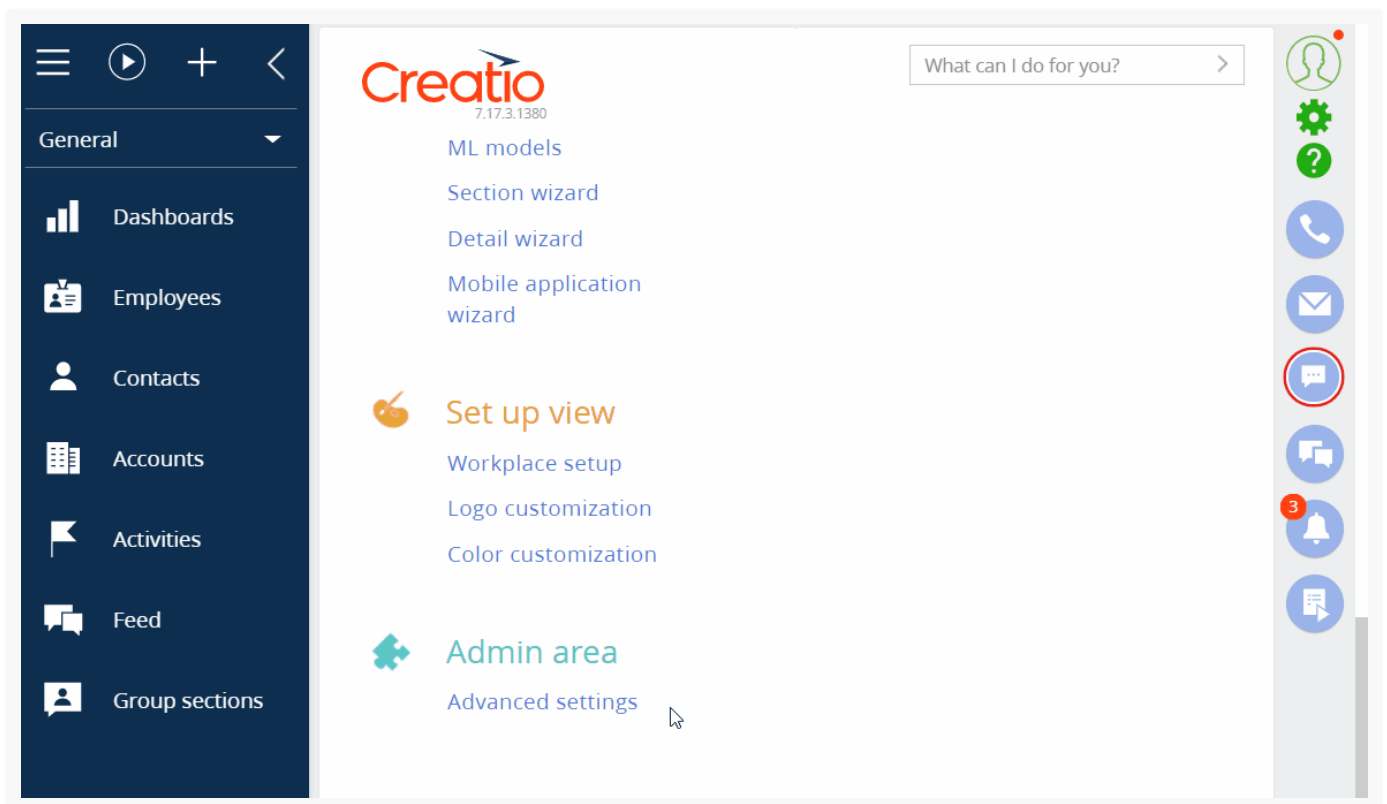 General
Dashboards
Employees
Contacts
Accounts
Activities
Feed
Group sections
Creatio
7.17.3.1380
What can I do for you?
ML models
Section wizard
Detail wizard
Mobile application
wizard
Set up view
Workplace setup
Logo customization
Color customization
Admin area
Advanced settings
?
3